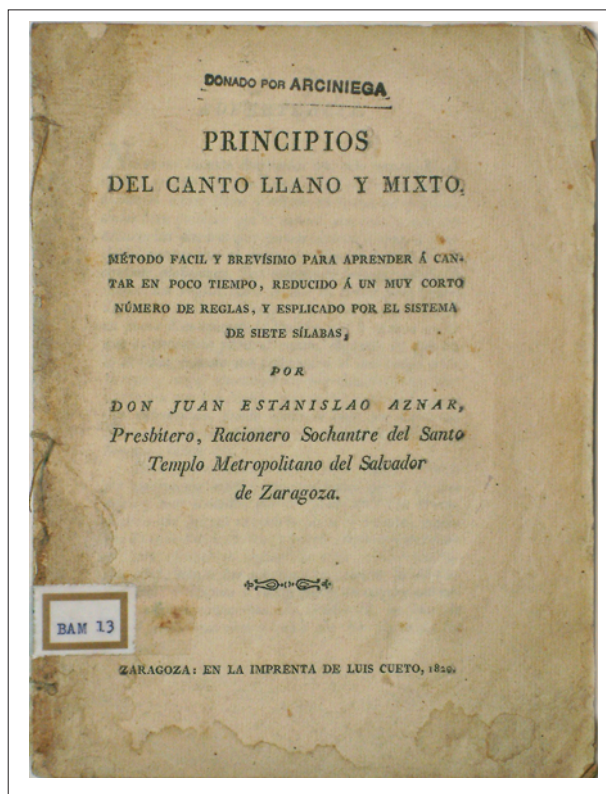 DONADO POR ARCINIEGA
PRINCIPIOS
DEL CANTO LLANO Y MIXTO.
MÉTODO FACIL Y BREVÍSIMO PARA APRENDER Á CAN-
TAR EN POCO TIEMPO, REDUCIDO Á UN MUY CORTO
NÚMERO DE REGLAS, Y ESPLICADO POR EL SISTEMA
DE SIETE SÍLABAS,
POR
DON JUAN ESTANISLAO AZNAR,
Presbítero, Racionero Sochantre del Santo
Templo Metropolitano del Salvador
de Zaragoza.
BAM 13
ZARAGOZA: EN LA IMPRENTA DE LUIS CUETO,